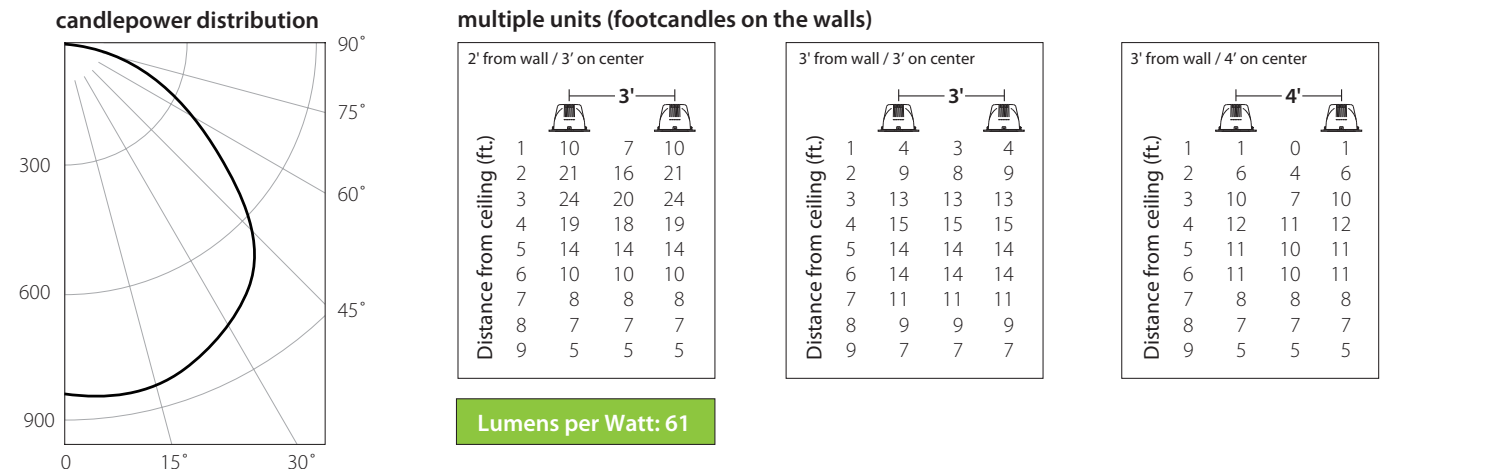 candlepower distribution
90˚
75˚
60˚
45˚
300
600
900
0 15˚ 30˚
multiple units (footcandles on the walls)
2' from wall / 3’ on center
3'
Distance from ceiling (ft.)
1 10 7 10
2 21 16 21
3 24 20 24
4 19 18 19
5 14 14 14
6 10 10 10
7 8 8 8
8 7 7 7
9 5 5 5
3' from wall / 3’ on center
3'
Distance from ceiling (ft.)
1 4 3 4
2 9 8 9
3 13 13 13
4 15 15 15
5 14 14 14
6 14 14 14
7 11 11 11
8 9 9 9
9 7 7 7
3' from wall / 4’ on center
4'
Distance from ceiling (ft.)
1 1 0 1
2 6 4 6
3 10 7 10
4 12 11 12
5 11 10 11
6 11 10 11
7 8 8 8
8 7 7 7
9 5 5 5
Lumens per Watt: 61